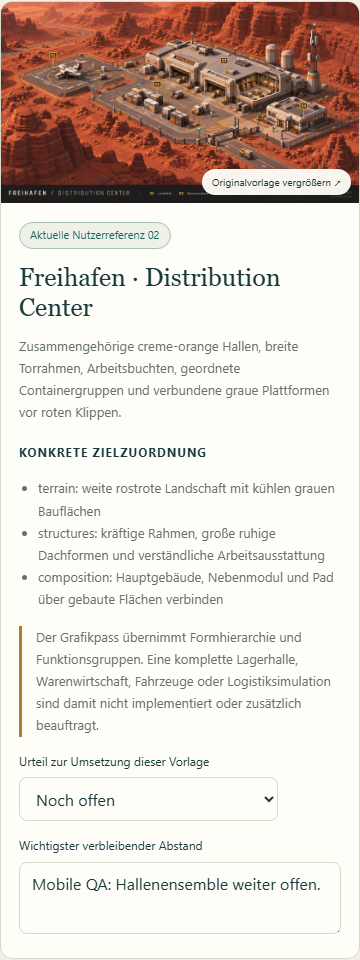 FREIHAFEN / DISTRIBUTION CENTER
Originalvorlage vergrößern ↗
Aktuelle Nutzerreferenz 02
Freihafen · Distribution
Center
Zusammengehörige creme-orange Hallen, breite
Torrahmen, Arbeitsbuchten, geordnete
Containergruppen und verbundene graue Plattformen
vor roten Klippen.
KONKRETE ZIELZUORDNUNG
• terrain: weite rostrote Landschaft mit kühlen grauen
Bauflächen
• structures: kräftige Rahmen, große ruhige
Dachformen und verständliche Arbeitsausstattung
• composition: Hauptgebäude, Nebenmodul und Pad
über gebaute Flächen verbinden
Der Grafikpass übernimmt Formhierarchie und
Funktionsgruppen. Eine komplette Lagerhalle,
Warenwirtschaft, Fahrzeuge oder Logistiksimulation
sind damit nicht implementiert oder zusätzlich
beauftragt.
Urteil zur Umsetzung dieser Vorlage
Noch offen
Wichtigster verbleibender Abstand
Mobile QA: Hallenensemble weiter offen.